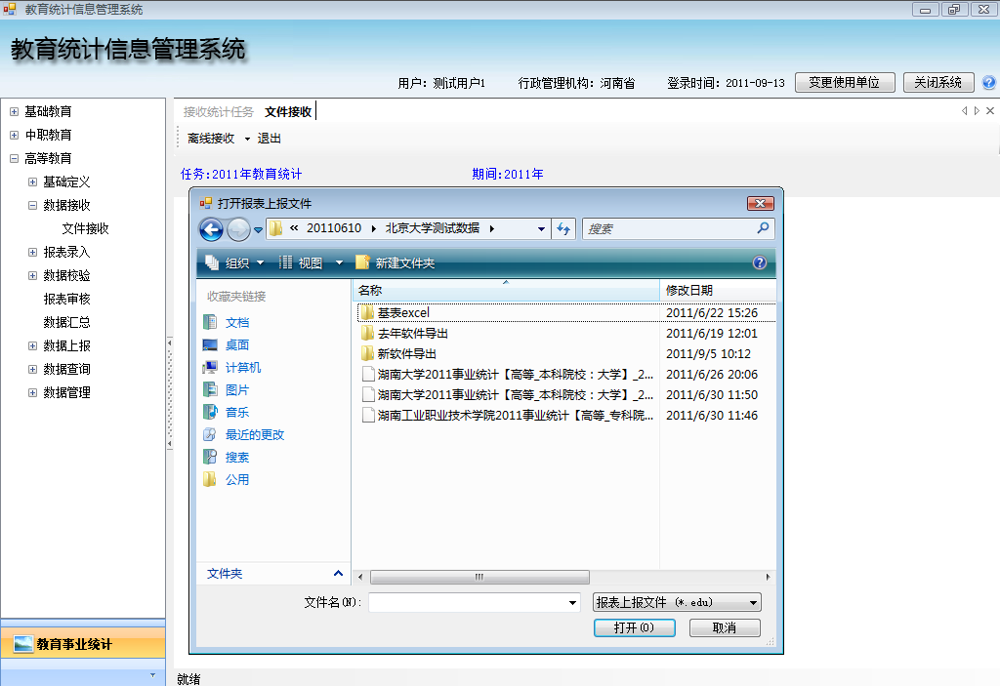 教育统计信息管理系统
教育统计信息管理系统
用户：测试用户1 行政管理机构：河南省 登录时间：2011-09-13 变更使用单位 关闭系统
基础教育
中职教育
高等教育
基础定义
数据接收
文件接收
报表录入
数据校验
报表审核
数据汇总
数据上报
数据查询
数据管理
教育事业统计
接收统计任务 文件接收
离线接收 退出
任务:2011年教育统计 期间:2011年
打开报表上报文件
« 20110610 北京大学测试数据 搜索
组织 视图 新建文件夹
收藏夹链接
文档
桌面
计算机
图片
音乐
最近的更改
搜索
公用
文件夹
名称 修改日期
基表excel 2011/6/22 15:26
去年软件导出 2011/6/19 12:01
新软件导出 2011/9/5 10:12
湖南大学2011事业统计【高等_本科院校：大学】_2... 2011/6/26 20:06
湖南大学2011事业统计【高等_本科院校：大学】_2... 2011/6/30 11:50
湖南工业职业技术学院2011事业统计【高等_专科院... 2011/6/30 11:46
文件名(N): 报表上报文件 (*.edu)
打开(O) 取消
就绪